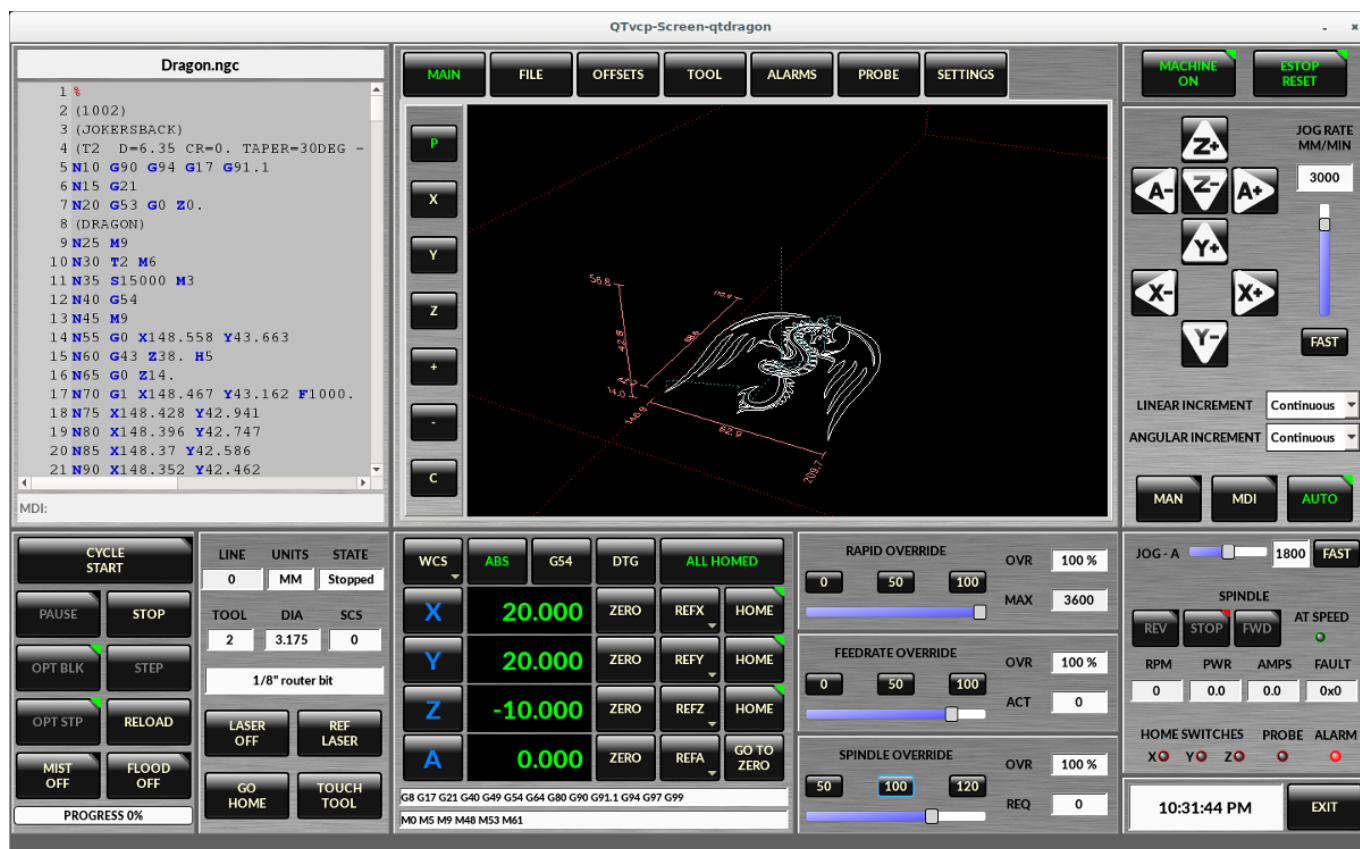 QTvcp-Screen-qtdragon
Dragon.ngc
1 %
2 (1002)
3 (JOKERSBACK)
4 (T2 D=6.35 CR=0. TAPER=30DEG -
5 N10 G90 G94 G17 G91.1
6 N15 G21
7 N20 G53 G0 Z0.
8 (DRAGON)
9 N25 M9
10 N30 T2 M6
11 N35 S15000 M3
12 N40 G54
13 N45 M9
14 N55 G0 X148.558 Y43.663
15 N60 G43 Z38. H5
16 N65 G0 Z14.
17 N70 G1 X148.467 Y43.162 F1000.
18 N75 X148.428 Y42.941
19 N80 X148.396 Y42.747
20 N85 X148.37 Y42.586
21 N90 X148.352 Y42.462
MDI:
MAIN FILE OFFSETS TOOL ALARMS PROBE SETTINGS
P
X
Y
Z
+
-
C
56.8
42.8
14.0
146.9
62.9
209.7
MACHINE ON
ESTOP RESET
JOG RATE
MM/MIN
3000
Z+
A- Z- A+
Y+
X- X+
Y-
FAST
LINEAR INCREMENT Continuous
ANGULAR INCREMENT Continuous
MAN MDI AUTO
CYCLE START
PAUSE STOP
OPT BLK STEP
OPT STP RELOAD
MIST OFF
FLOOD OFF
PROGRESS 0%
LINE UNITS STATE
0 MM Stopped
TOOL DIA SCS
2 3.175 0
1/8" router bit
LASER OFF
REF LASER
GO HOME
TOUCH TOOL
WCS ABS G54 DTG ALL HOMED
X 20.000 ZERO REFX HOME
Y 20.000 ZERO REFY HOME
Z -10.000 ZERO REFZ HOME
A 0.000 ZERO REFA GO TO ZERO
G8 G17 G21 G40 G49 G54 G64 G80 G90 G91.1 G94 G97 G99
M0 M5 M9 M48 M53 M61
RAPID OVERRIDE
0 50 100
OVR 100 %
MAX 3600
FEEDRATE OVERRIDE
0 50 100
OVR 100 %
ACT 0
SPINDLE OVERRIDE
50 100 120
OVR 100 %
REQ 0
JOG - A 1800 FAST
SPINDLE
REV STOP FWD AT SPEED
RPM PWR AMPS FAULT
0 0.0 0.0 0x0
HOME SWITCHES PROBE ALARM
X Y Z
10:31:44 PM EXIT